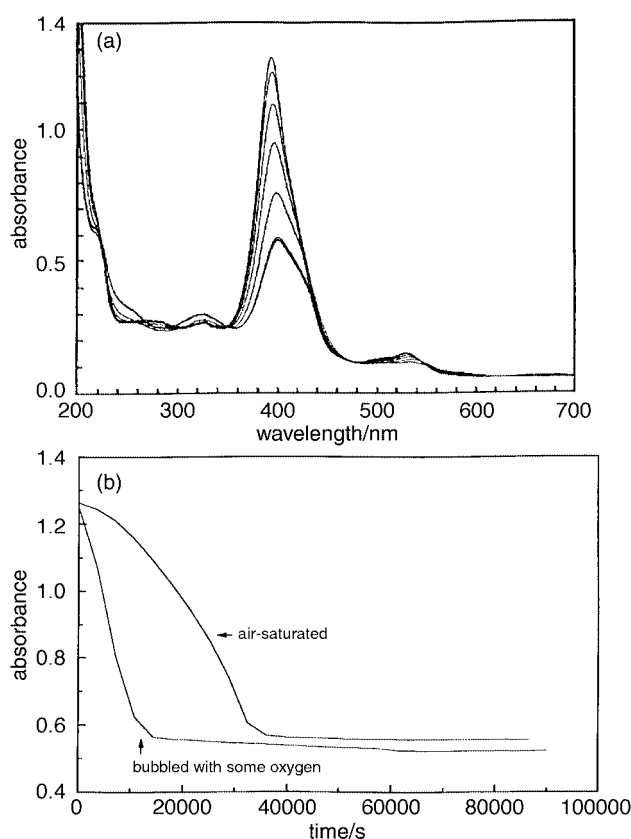 (a)
1.4
1.0
0.5
0.0
absorbance
200 300 400 500 600 700
wavelength/nm
(b)
1.4
1.2
1.0
0.8
0.6
0.4
absorbance
air-saturated
bubbled with some oxygen
0 20000 40000 60000 80000 100000
time/s